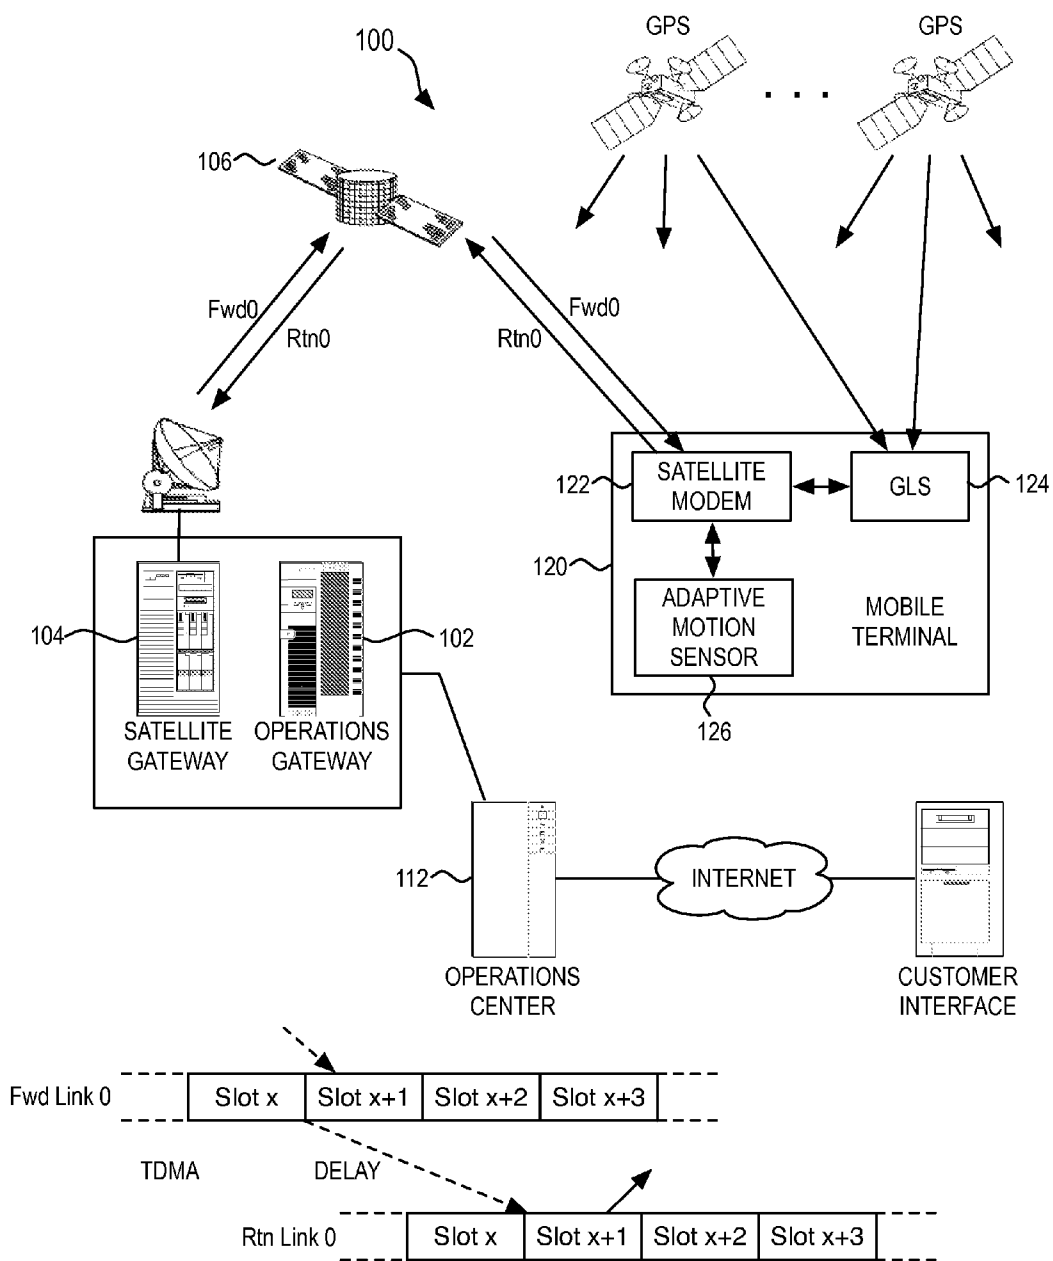 GPS
GPS
100
106
Fwd0
Rtn0
Fwd0
Rtn0
122
SATELLITE
MODEM
GLS
124
120
ADAPTIVE
MOTION
SENSOR
MOBILE
TERMINAL
126
104
102
SATELLITE
GATEWAY
OPERATIONS
GATEWAY
112
INTERNET
OPERATIONS
CENTER
CUSTOMER
INTERFACE
Fwd Link 0
Slot x
Slot x+1
Slot x+2
Slot x+3
TDMA
DELAY
Rtn Link 0
Slot x
Slot x+1
Slot x+2
Slot x+3